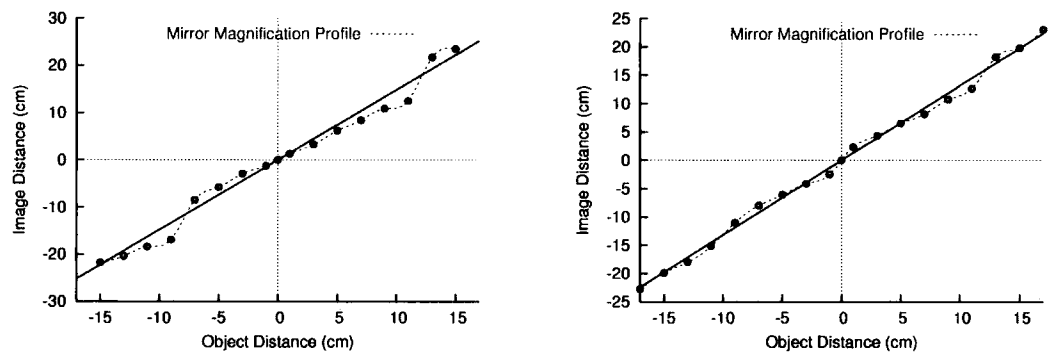 30
20
10
0
-10
-20
-30
-15 -10 -5 0 5 10 15
Image Distance (cm)
Object Distance (cm)
Mirror Magnification Profile
25
20
15
10
5
0
-5
-10
-15
-20
-25
-15 -10 -5 0 5 10 15
Image Distance (cm)
Object Distance (cm)
Mirror Magnification Profile